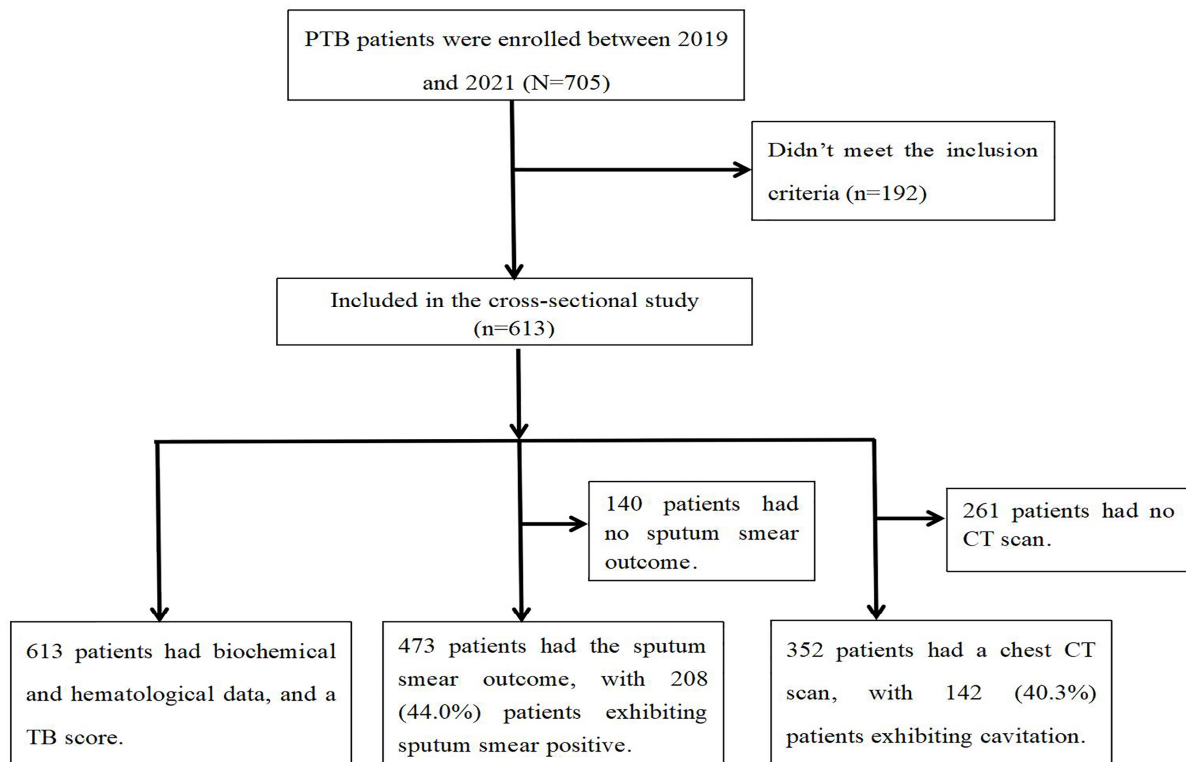 PTB patients were enrolled between 2019
and 2021 (N=705)
Didn’t meet the inclusion
criteria (n=192)
Included in the cross-sectional study
(n=613)
140 patients had
no sputum smear
outcome.
261 patients had no
CT scan.
613 patients had biochemical
and hematological data, and a
TB score.
473 patients had the sputum
smear outcome, with 208
(44.0%) patients exhibiting
sputum smear positive.
352 patients had a chest CT
scan, with 142 (40.3%)
patients exhibiting cavitation.